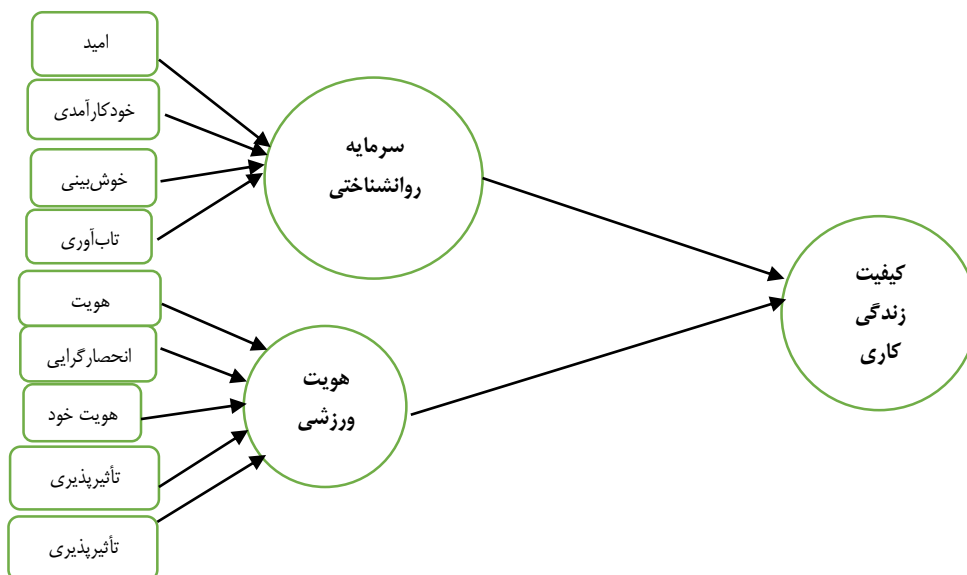 امید
خودکارآمدی
خوش‌بینی
تاب‌آوری
سرمایه
روانشناختی
هویت
انحصارگرایی
هویت خود
تأثیرپذیری
تأثیرپذیری
هویت
ورزشی
کیفیت
زندگی
کاری